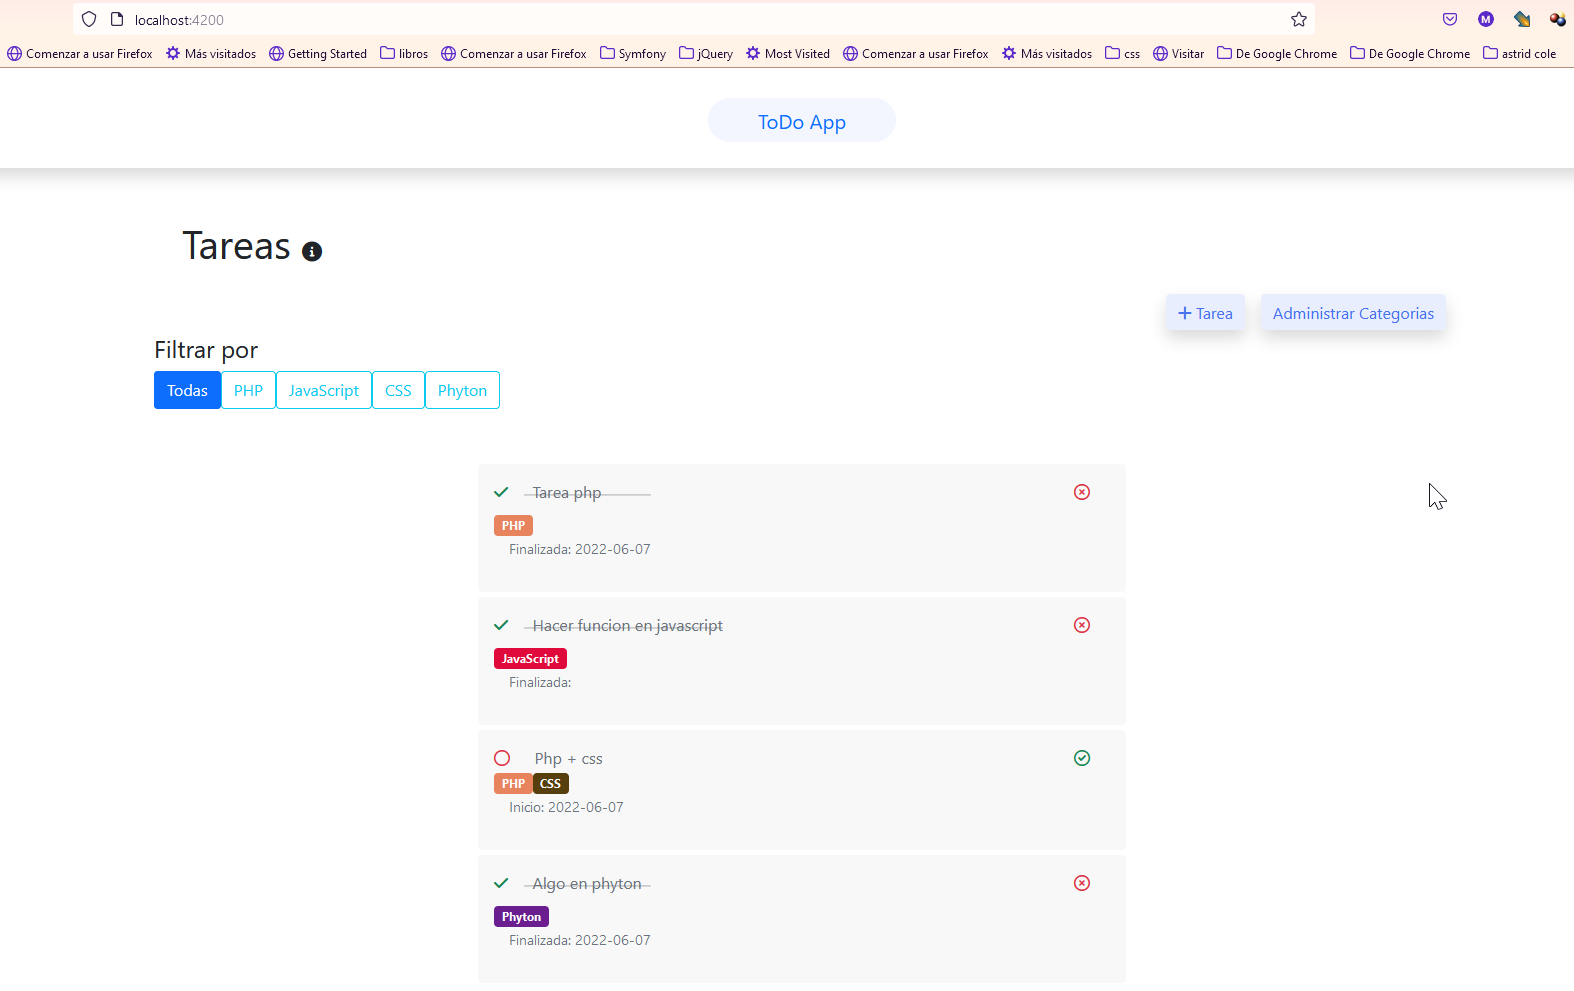 localhost:4200
Comenzar a usar Firefox Más visitados Getting Started libros Comenzar a usar Firefox Symfony jQuery Most Visited Comenzar a usar Firefox Más visitados css Visitar De Google Chrome De Google Chrome astrid cole
ToDo App
Tareas
+ Tarea Administrar Categorias
Filtrar por
Todas PHP JavaScript CSS Phyton
Tarea php
PHP
Finalizada: 2022-06-07
Hacer funcion en javascript
JavaScript
Finalizada:
Php + css
PHP CSS
Inicio: 2022-06-07
Algo en phyton
Phyton
Finalizada: 2022-06-07